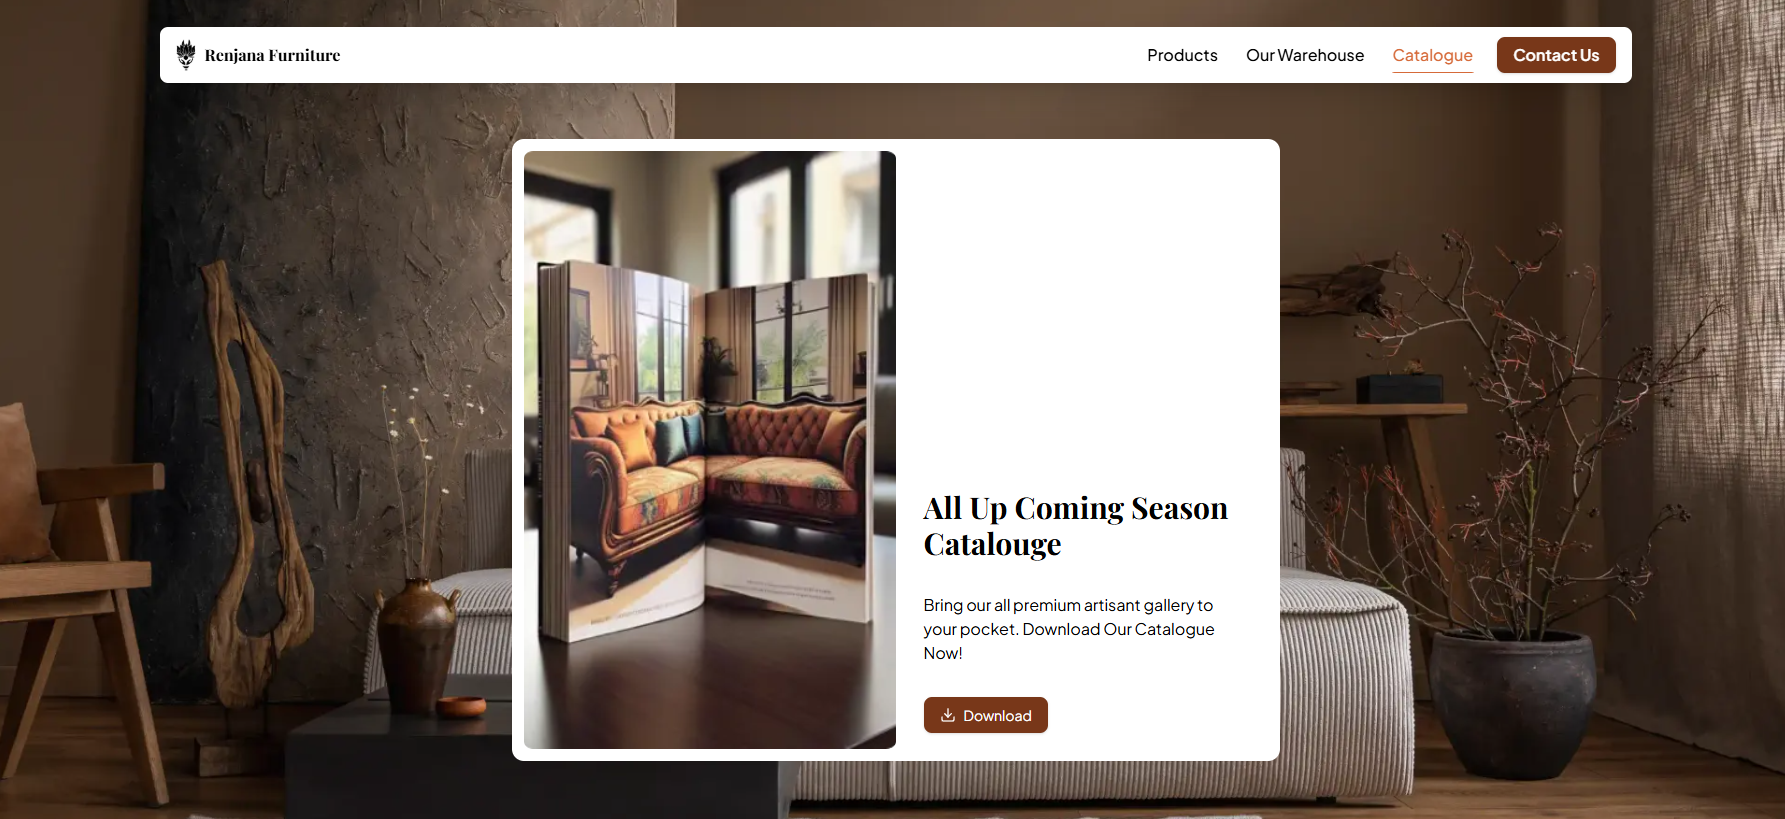 Renjana Furniture
Products
Our Warehouse
Catalogue
Contact Us
All Up Coming Season
Catalouge
Bring our all premium artisant gallery to
your pocket. Download Our Catalogue
Now!
Download